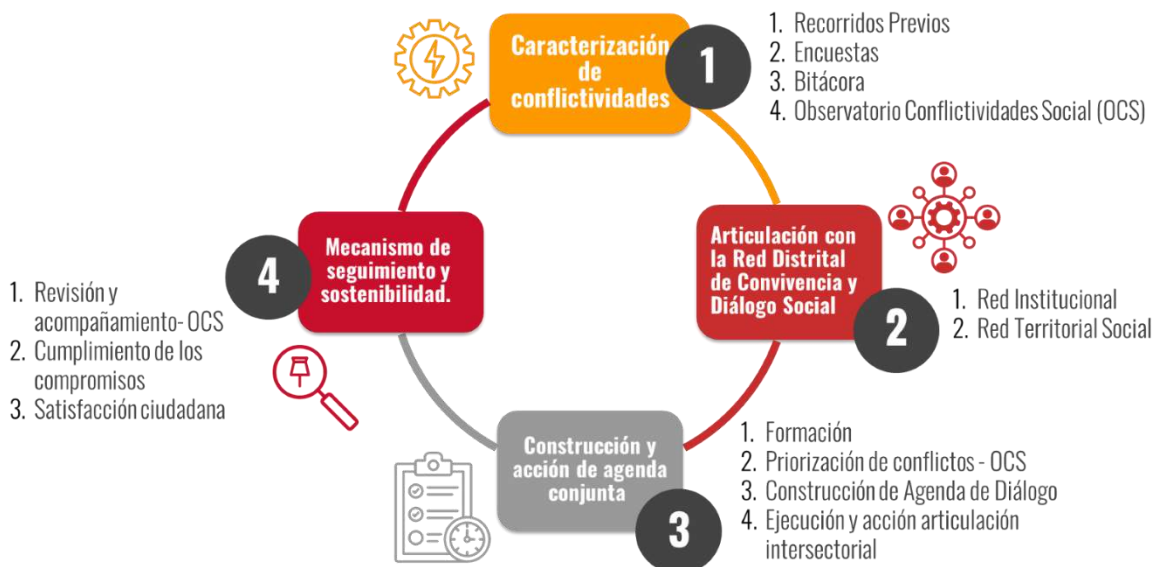 Caracterización
de
conflictividades
1
1. Recorridos Previos
2. Encuestas
3. Bitácora
4. Observatorio Conflictividades Social (OCS)
Articulación con
la Red Distrital
de Convivencia y
Diálogo Social
2
1. Red Institucional
2. Red Territorial Social
Construcción y
acción de agenda
conjunta
3
1. Formación
2. Priorización de conflictos - OCS
3. Construcción de Agenda de Diálogo
4. Ejecución y acción articulación
intersectorial
Mecanismo de
seguimiento y
sostenibilidad.
4
1. Revisión y
acompañamiento- OCS
2. Cumplimiento de los
compromisos
3. Satisfacción ciudadana